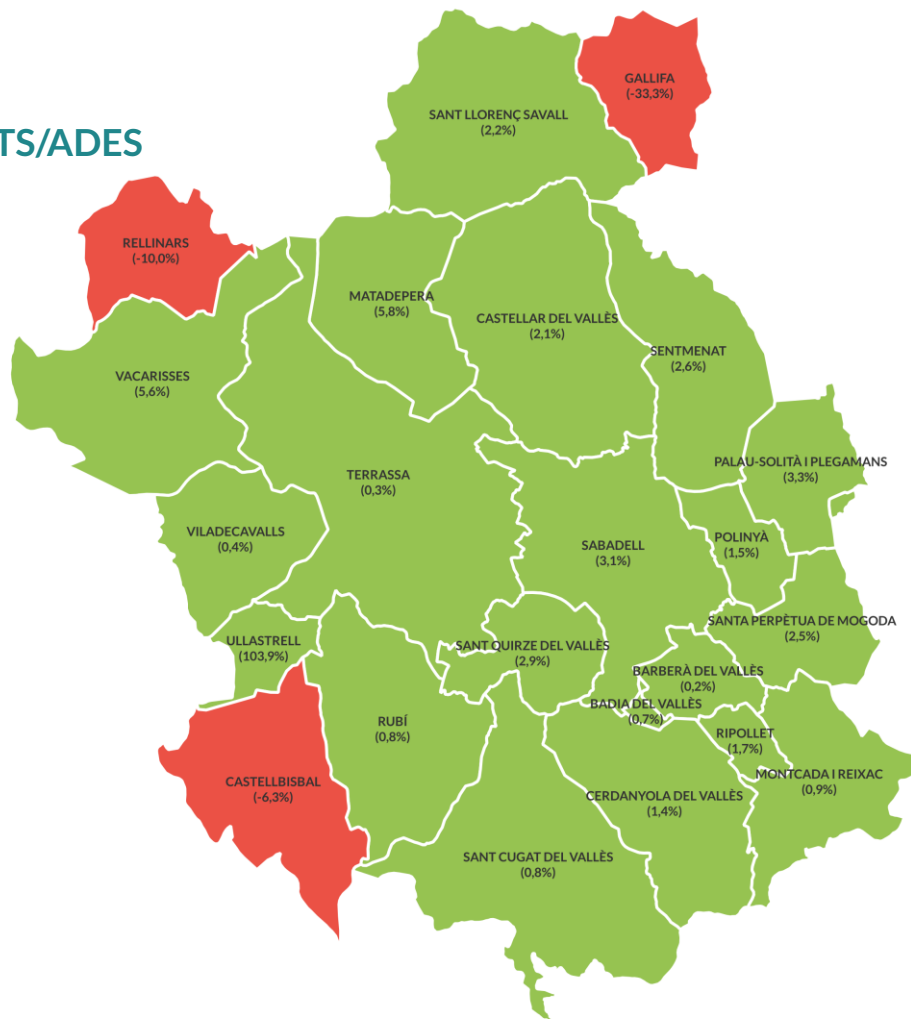 GALLIFA
(-33,3%)
SANT LLORENÇ SAVALL
(2,2%)
TS/ADES
RELLINARS
(-10,0%)
MATADEPERA
(5,8%)
CASTELLAR DEL VALLÈS
(2,1%)
SENTMENAT
(2,6%)
VACARISSES
(5,6%)
PALAU-SOLITÀ I PLEGAMANS
(3,3%)
TERRASSA
(0,3%)
VILADECAVALLS
(0,4%)
SABADELL
(3,1%)
POLINYÀ
(1,5%)
SANTA PERPÈTUA DE MOGODA
(2,5%)
ULLASTRELL
(103,9%)
SANT QUIRZE DEL VALLÈS
(2,9%)
BARBERÀ DEL VALLÈS
(0,2%)
BADIA DEL VALLÈS
(0,7%)
RUBÍ
(0,8%)
RIPOLLET
(1,7%)
MONTCADA I REIXAC
(0,9%)
CASTELLBISBAL
(-6,3%)
CERDANYOLA DEL VALLÈS
(1,4%)
SANT CUGAT DEL VALLÈS
(0,8%)